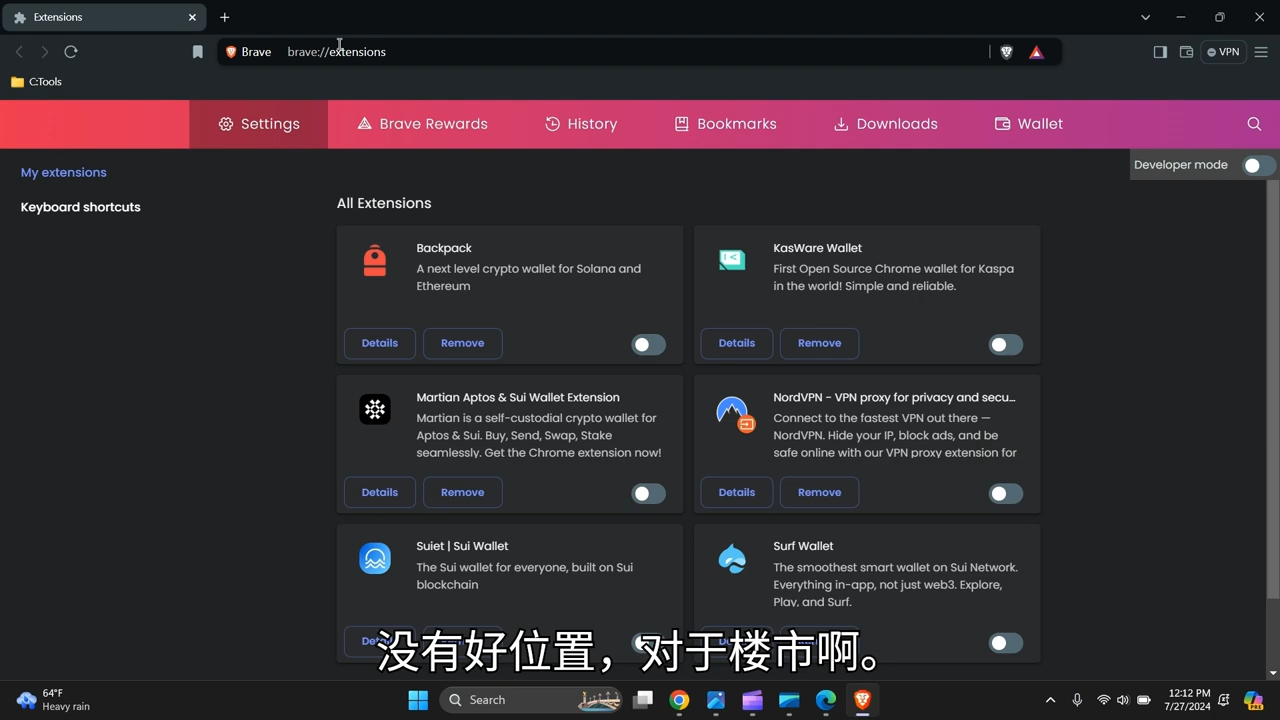 Extensions
Brave
brave://extensions
VPN
C:Tools
Settings
Brave Rewards
History
Bookmarks
Downloads
Wallet
My extensions
Keyboard shortcuts
Developer mode
All Extensions
Backpack
A next level crypto wallet for Solana and
Ethereum
Details
Remove
KasWare Wallet
First Open Source Chrome wallet for Kaspa
in the world! Simple and reliable.
Details
Remove
Martian Aptos & Sui Wallet Extension
Martian is a self-custodial crypto wallet for
Aptos & Sui. Buy, Send, Swap, Stake
seamlessly. Get the Chrome extension now!
Details
Remove
NordVPN - VPN proxy for privacy and secu...
Connect to the fastest VPN out there —
NordVPN. Hide your IP, block ads, and be
safe online with our VPN proxy extension for
Details
Remove
Suiet | Sui Wallet
The Sui wallet for everyone, built on Sui
blockchain
Surf Wallet
The smoothest smart wallet on Sui Network.
Everything in-app, not just web3. Explore,
Play, and Surf.
没有好位置，对于楼市啊。
64°F
Heavy rain
Search
12:12 PM
7/27/2024